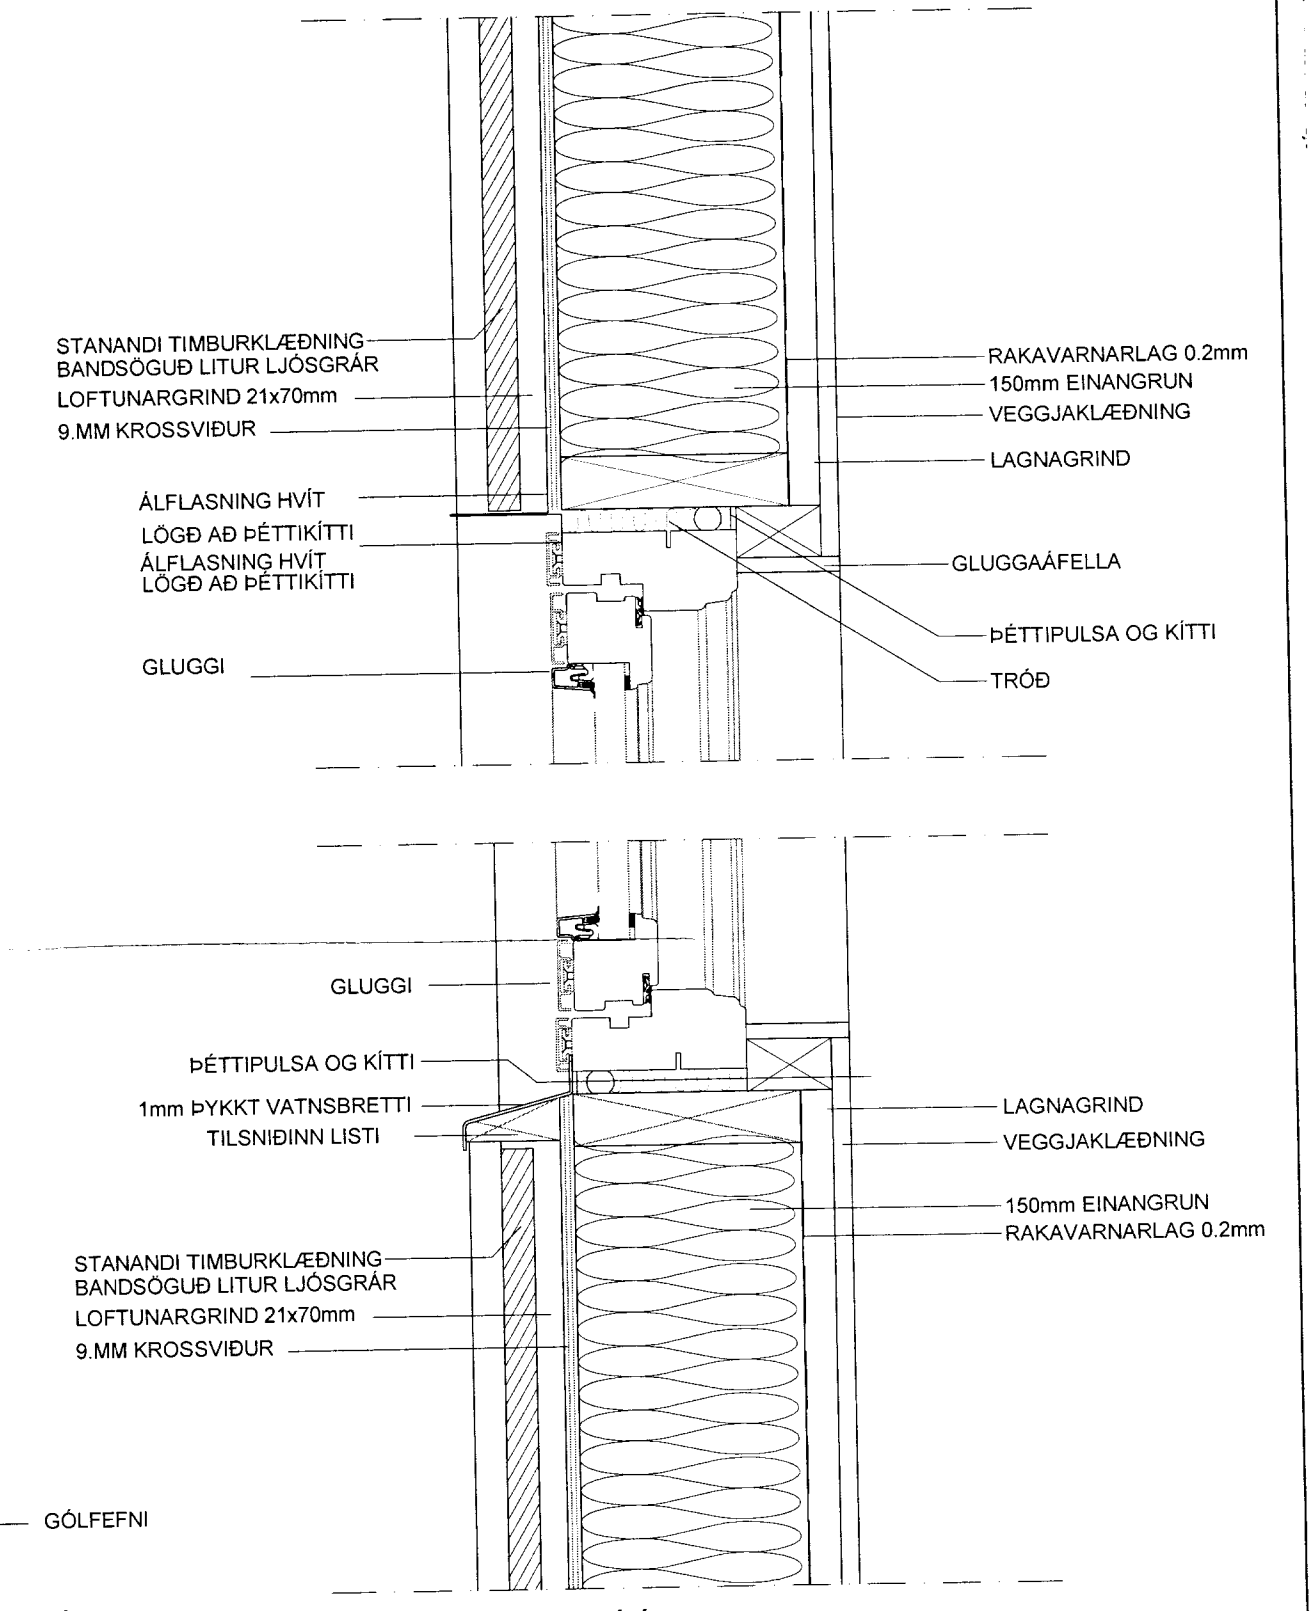 STANANDI TIMBURKLÆÐNING
BANDSÖGUÐ LITUR LJÓSGRÁR
LOFTUNARGRIND 21x70mm
9.MM KROSSVIÐUR
ÁLFLASNING HVÍT
LÖGÐ AÐ ÞÉTTIKÍTTI
ÁLFLASNING HVÍT
LÖGÐ AÐ ÞÉTTIKÍTTI
GLUGGI
RAKAVARNARLAG 0.2mm
150mm EINANGRUN
VEGGJAKLÆÐNING
LAGNAGRIND
GLUGGAÁFELLA
ÞÉTTIPULSA OG KÍTTI
TRÓÐ
GLUGGI
ÞÉTTIPULSA OG KÍTTI
1mm ÞYKKT VATNSBRETTI
TILSNIÐINN LISTI
STANANDI TIMBURKLÆÐNING
BANDSÖGUÐ LITUR LJÓSGRÁR
LOFTUNARGRIND 21x70mm
9.MM KROSSVIÐUR
LAGNAGRIND
VEGGJAKLÆÐNING
150mm EINANGRUN
RAKAVARNARLAG 0.2mm
GÓLFEFNI